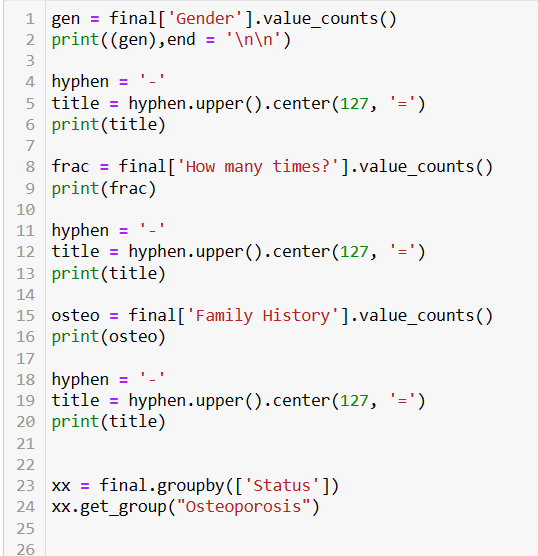 1 gen = final['Gender'].value_counts()
2 print((gen),end = '\n\n')
3
4 hyphen = '-'
5 title = hyphen.upper().center(127, '=')
6 print(title)
7
8 frac = final['How many times?'].value_counts()
9 print(frac)
10
11 hyphen = '-'
12 title = hyphen.upper().center(127, '=')
13 print(title)
14
15 osteo = final['Family History'].value_counts()
16 print(osteo)
17
18 hyphen = '-'
19 title = hyphen.upper().center(127, '=')
20 print(title)
21
22
23 xx = final.groupby(['Status'])
24 xx.get_group("Osteoporosis")
25
26